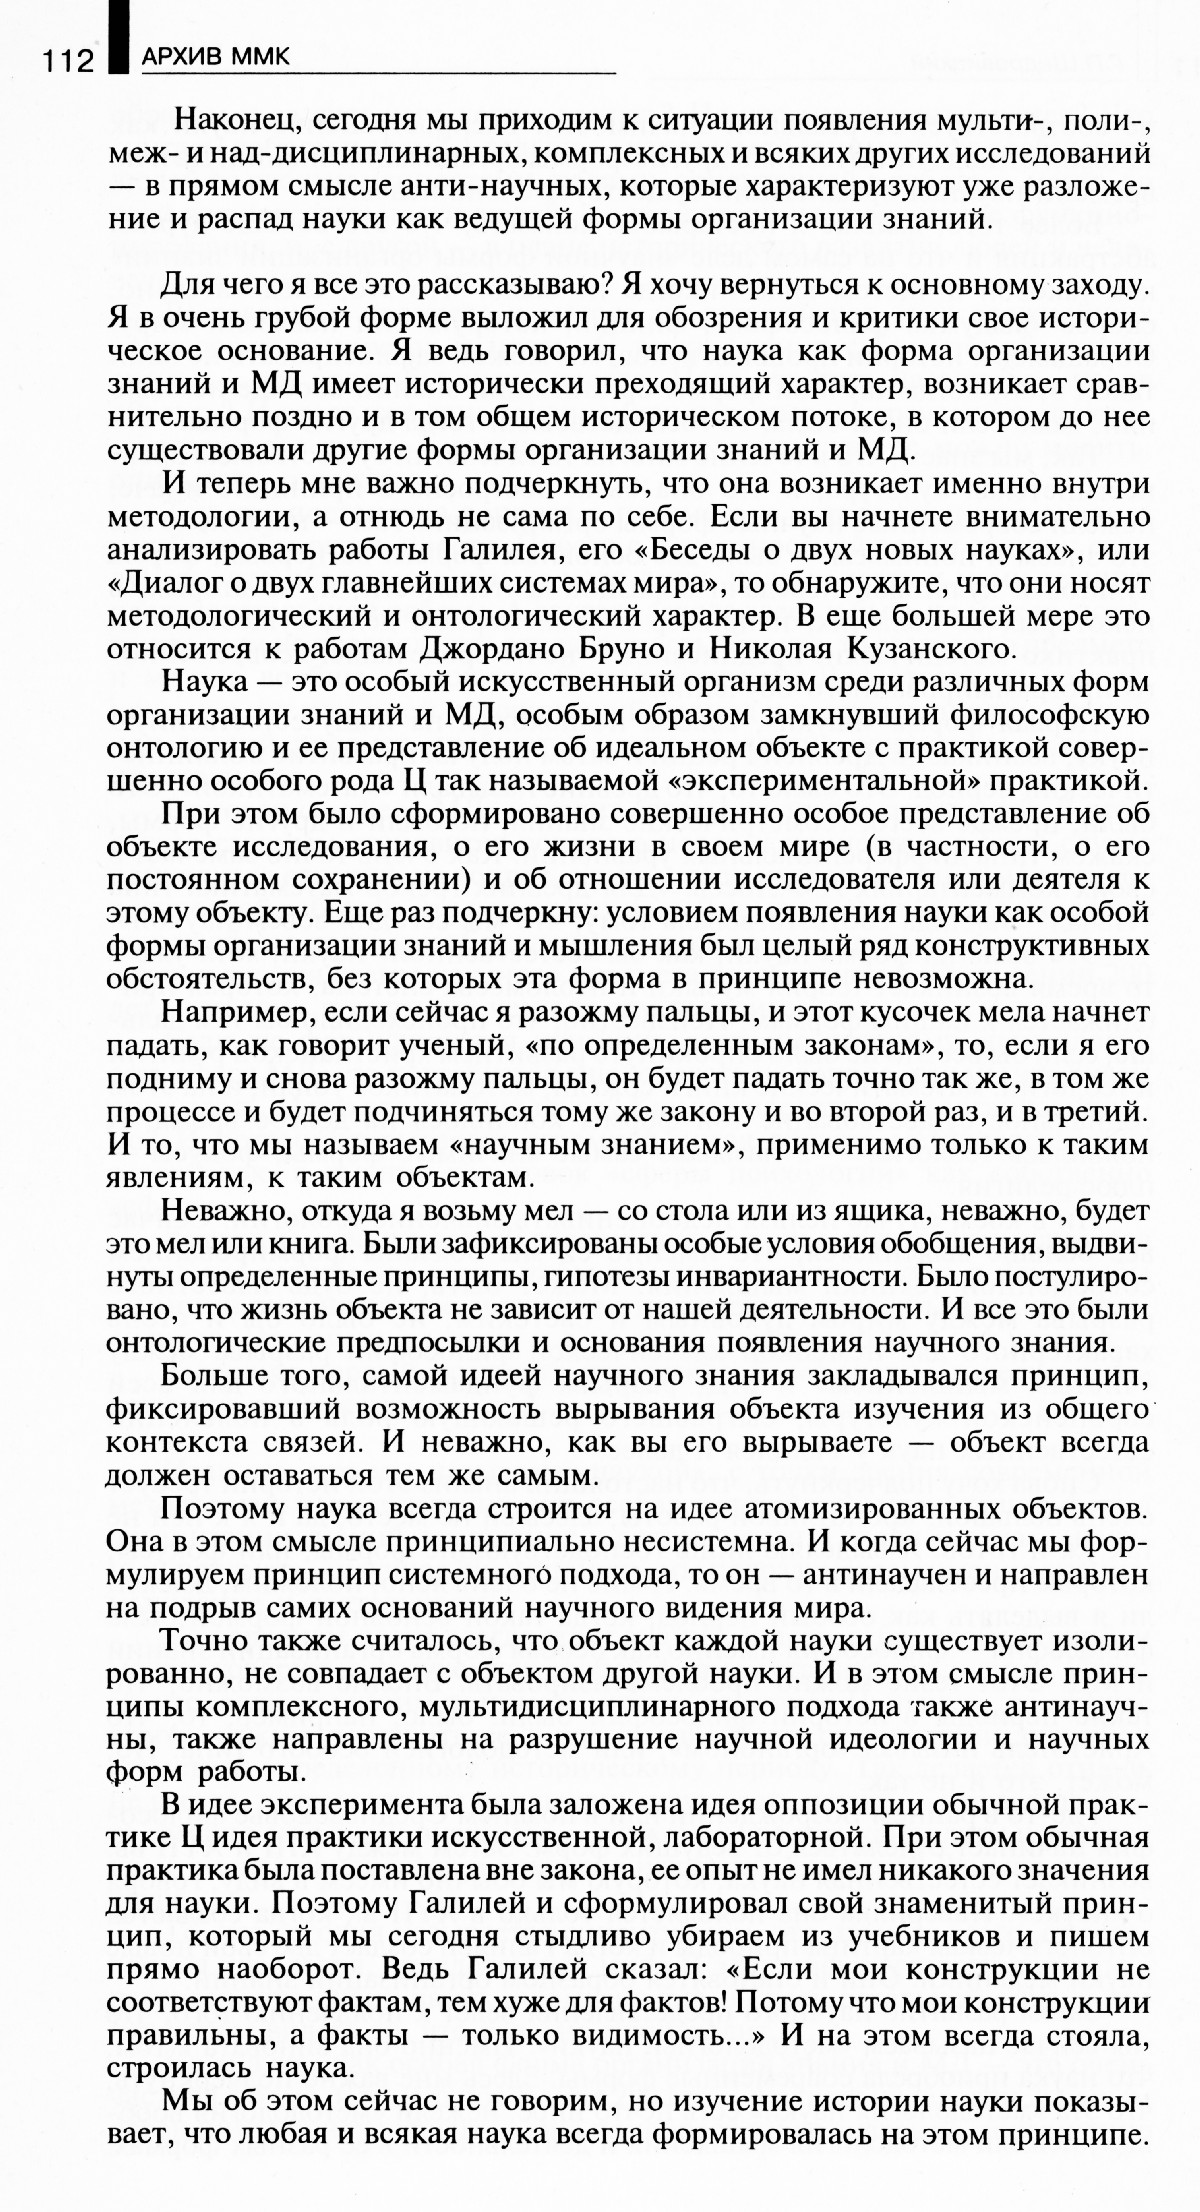 112 АРХИВ ММК
Наконец, сегодня мы приходим к ситуации появления мульти-, поли-,
меж- и над-дисциплинарных, комплексных и всяких других исследований
— в прямом смысле анти-научных, которые характеризуют уже разложе-
ние и распад науки как ведущей формы организации знаний.
Для чего я все это рассказываю? Я хочу вернуться к основному заходу.
Я в очень грубой форме выложил для обозрения и критики свое истори-
ческое основание. Я ведь говорил, что наука как форма организации
знаний и МД имеет исторически преходящий характер, возникает срав-
нительно поздно и в том общем историческом потоке, в котором до нее
существовали другие формы организации знаний и МД.
И теперь мне важно подчеркнуть, что она возникает именно внутри
методологии, а отнюдь не сама по себе. Если вы начнете внимательно
анализировать работы Галилея, его «Беседы о двух новых науках», или
«Диалог о двух главнейших системах мира», то обнаружите, что они носят
методологический и онтологический характер. В еще большей мере это
относится к работам Джордано Бруно и Николая Кузанского.
Наука — это особый искусственный организм среди различных форм
организации знаний и МД, особым образом замкнувший философскую
онтологию и ее представление об идеальном объекте с практикой совер-
шенно особого рода Ц так называемой «экспериментальной» практикой.
При этом было сформировано совершенно особое представление об
объекте исследования, о его жизни в своем мире (в частности, о его
постоянном сохранении) и об отношении исследователя или деятеля к
этому объекту. Еще раз подчеркну: условием появления науки как особой
формы организации знаний и мышления был целый ряд конструктивных
обстоятельств, без которых эта форма в принципе невозможна.
Например, если сейчас я разожму пальцы, и этот кусочек мела начнет
падать, как говорит ученый, «по определенным законам», то, если я его
подниму и снова разожму пальцы, он будет падать точно так же, в том же
процессе и будет подчиняться тому же закону и во второй раз, и в третий.
И то, что мы называем «научным знанием», применимо только к таким
явлениям, к таким объектам.
Неважно, откуда я возьму мел — со стола или из ящика, неважно, будет
это мел или книга. Были зафиксированы особые условия обобщения, выдви-
нуты определенные принципы, гипотезы инвариантности. Было постулиро-
вано, что жизнь объекта не зависит от нашей деятельности. И все это были
онтологические предпосылки и основания появления научного знания.
Больше того, самой идеей научного знания закладывался принцип,
фиксировавший возможность вырывания объекта изучения из общего
контекста связей. И неважно, как вы его вырываете — объект всегда
должен оставаться тем же самым.
Поэтому наука всегда строится на идее атомизированных объектов.
Она в этом смысле принципиально несистемна. И когда сейчас мы фор-
мулируем принцип системного подхода, то он — антинаучен и направлен
на подрыв самих оснований научного видения мира.
Точно также считалось, что объект каждой науки существует изоли-
рованно, не совпадает с объектом другой науки. И в этом смысле прин-
ципы комплексного, мультидисциплинарного подхода также антинауч-
ны, также направлены на разрушение научной идеологии и научных
форм работы.
В идее эксперимента была заложена идея оппозиции обычной прак-
тике Ц идея практики искусственной, лабораторной. При этом обычная
практика была поставлена вне закона, ее опыт не имел никакого значения
для науки. Поэтому Галилей и сформулировал свой знаменитый прин-
цип, который мы сегодня стыдливо убираем из учебников и пишем
прямо наоборот. Ведь Галилей сказал: «Если мои конструкции не
соответствуют фактам, тем хуже для фактов! Потому что мои конструкции
правильны, а факты — только видимость...» И на этом всегда стояла,
строилась наука.
Мы об этом сейчас не говорим, но изучение истории науки показы-
вает, что любая и всякая наука всегда формировалась на этом принципе.